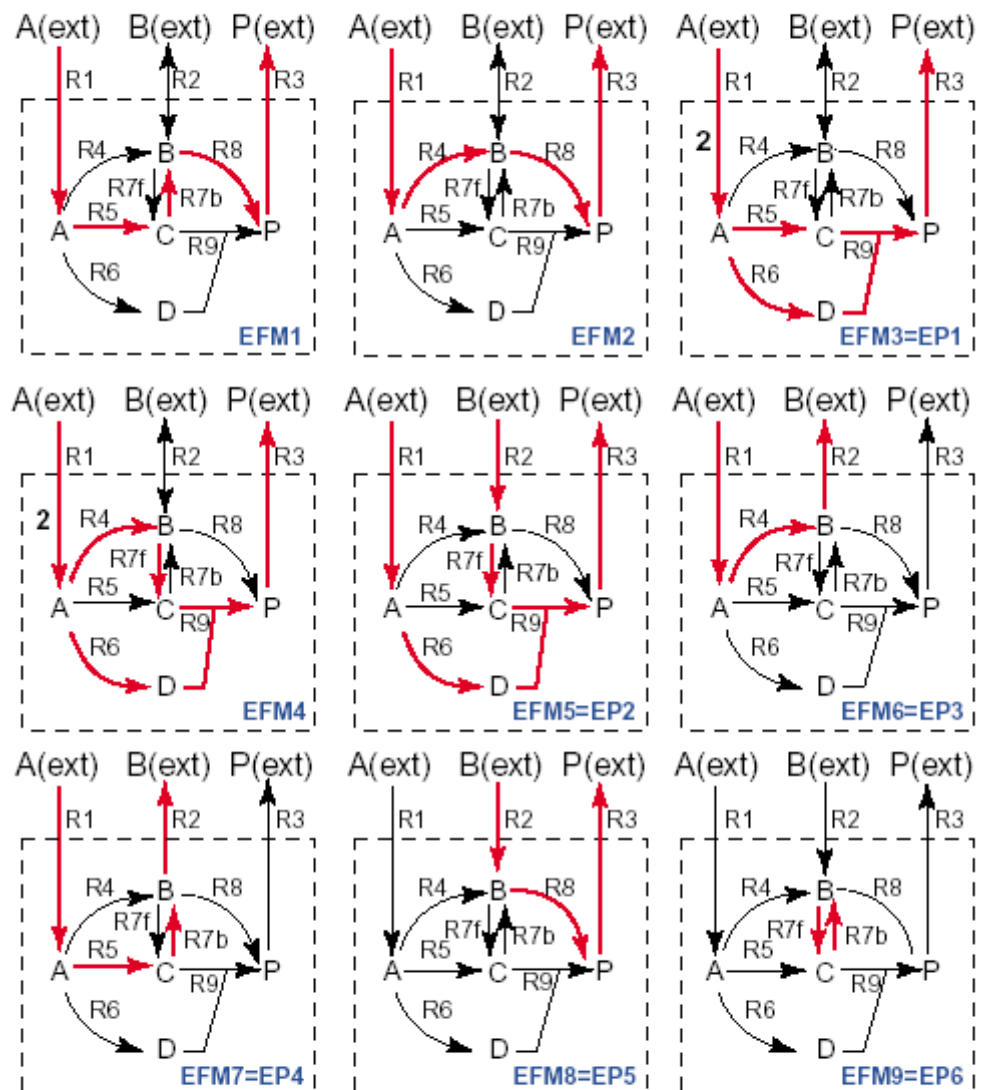 A(ext) B(ext) P(ext)
R1 R2 R3
R4 B R8
R7f R7b
R5
A C P
R9
R6
D
EFM1
A(ext) B(ext) P(ext)
R1 R2 R3
R4 B R8
R7f R7b
R5
A C P
R9
R6
D
EFM2
A(ext) B(ext) P(ext)
R1 R2 R3
2
R4 B R8
R7f R7b
R5
A C P
R9
R6
D
EFM3=EP1
A(ext) B(ext) P(ext)
R1 R2 R3
2
R4 B R8
R7f R7b
R5
A C P
R9
R6
D
EFM4
A(ext) B(ext) P(ext)
R1 R2 R3
R4 B R8
R7f R7b
R5
A C P
R9
R6
D
EFM5=EP2
A(ext) B(ext) P(ext)
R1 R2 R3
R4 B R8
R7f R7b
R5
A C P
R9
R6
D
EFM6=EP3
A(ext) B(ext) P(ext)
R1 R2 R3
R4 B R8
R7f R7b
R5
A C P
R9
R6
D
EFM7=EP4
A(ext) B(ext) P(ext)
R1 R2 R3
R4 B R8
R7f R7b
R5
A C P
R9
R6
D
EFM8=EP5
A(ext) B(ext) P(ext)
R1 R2 R3
R4 B R8
R7f R7b
R5
A C P
R9
R6
D
EFM9=EP6